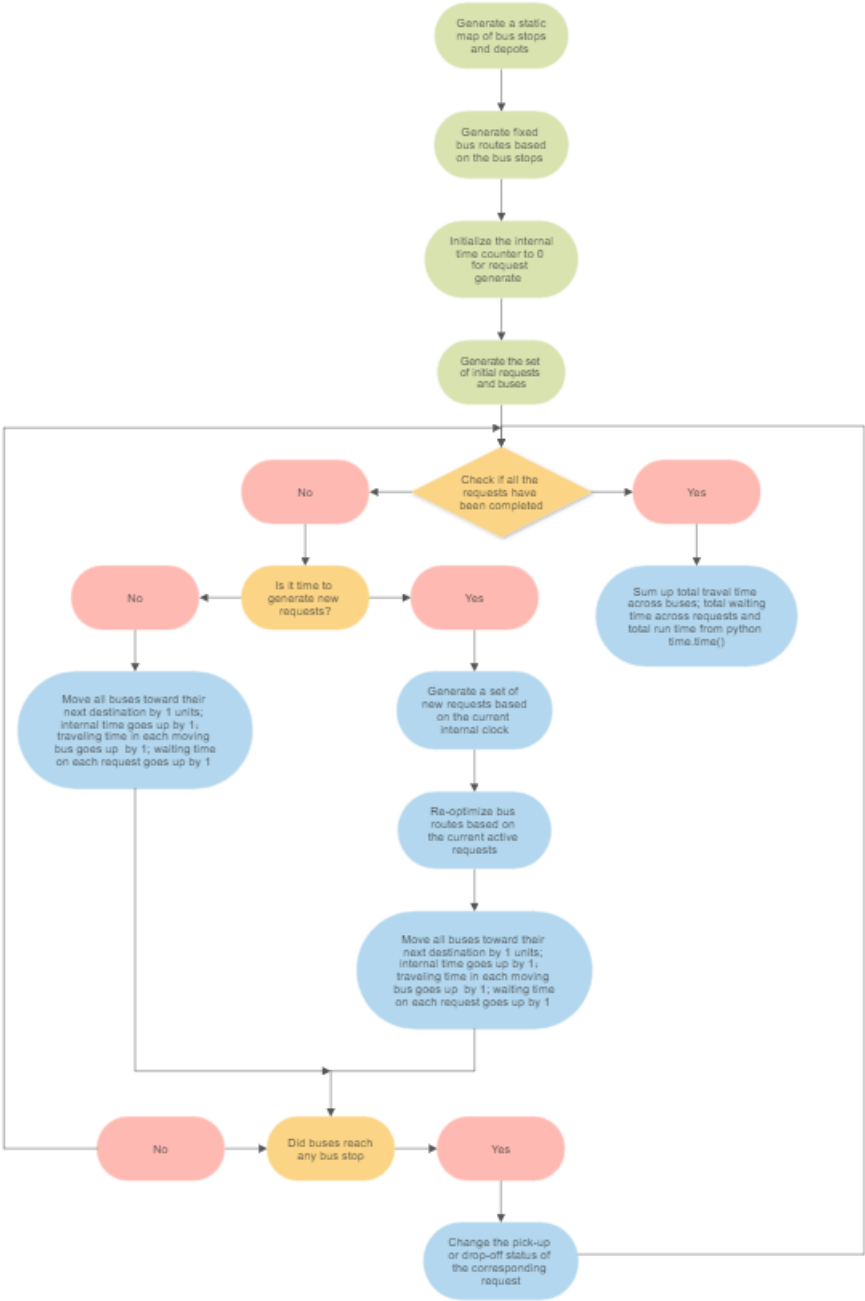 Generate a static
map of bus stops
and depots
Generate fixed
bus routes based
on the bus stops
Initialize the internal
time counter to 0
for request
generate
Generate the set
of initial requests
and buses
Check if all the
requests have
been completed
No
Yes
Is it time to
generate new
requests?
No
Yes
Sum up total travel time
across buses; total waiting
time across requests and
total run time from python
time.time()
Move all buses toward their
next destination by 1 units;
internal time goes up by 1;
traveling time in each moving
bus goes up by 1; waiting time
on each request goes up by 1
Generate a set of
new requests based
on the current
internal clock
Re-optimize bus
routes based on
the current active
requests
Move all buses toward their
next destination by 1 units;
internal time goes up by 1;
traveling time in each moving
bus goes up by 1; waiting time
on each request goes up by 1
No
Did buses reach
any bus stop
Yes
Change the pick-up
or drop-off status of
the corresponding
request